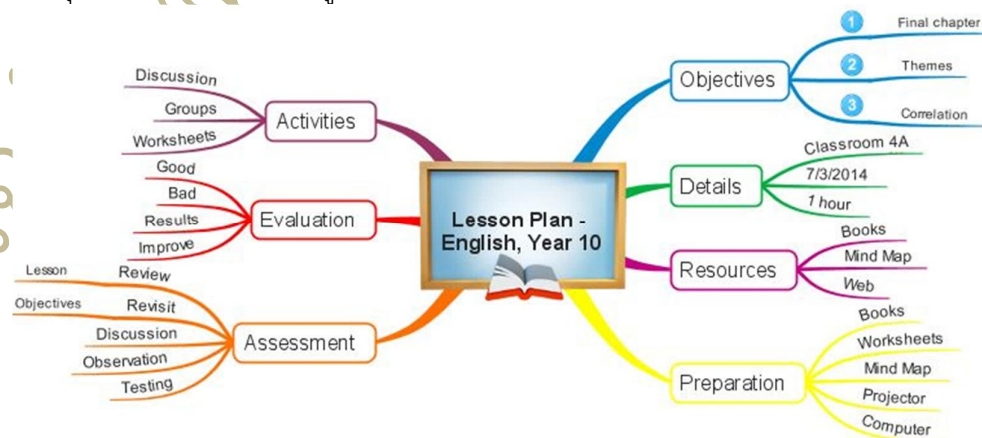 Lesson Plan -
English, Year 10
1
Final chapter
Objectives
2
Themes
3
Correlation
Details
Classroom 4A
7/3/2014
1 hour
Resources
Books
Mind Map
Web
Preparation
Books
Worksheets
Mind Map
Projector
Computer
Activities
Discussion
Groups
Worksheets
Evaluation
Good
Bad
Results
Improve
Assessment
Lesson
Review
Objectives
Revisit
Discussion
Observation
Testing